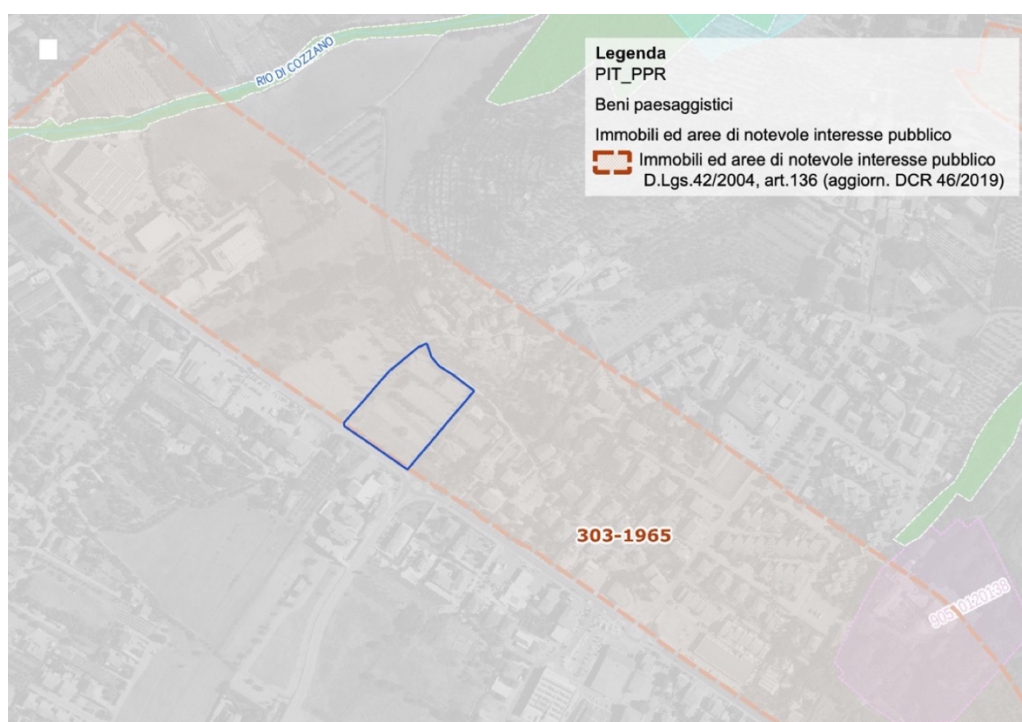 RIO DI COZZANO
Legenda
PIT_PPR
Beni paesaggistici
Immobili ed aree di notevole interesse pubblico
Immobili ed aree di notevole interesse pubblico
D.Lgs.42/2004, art.136 (aggiorn. DCR 46/2019)
303-1965